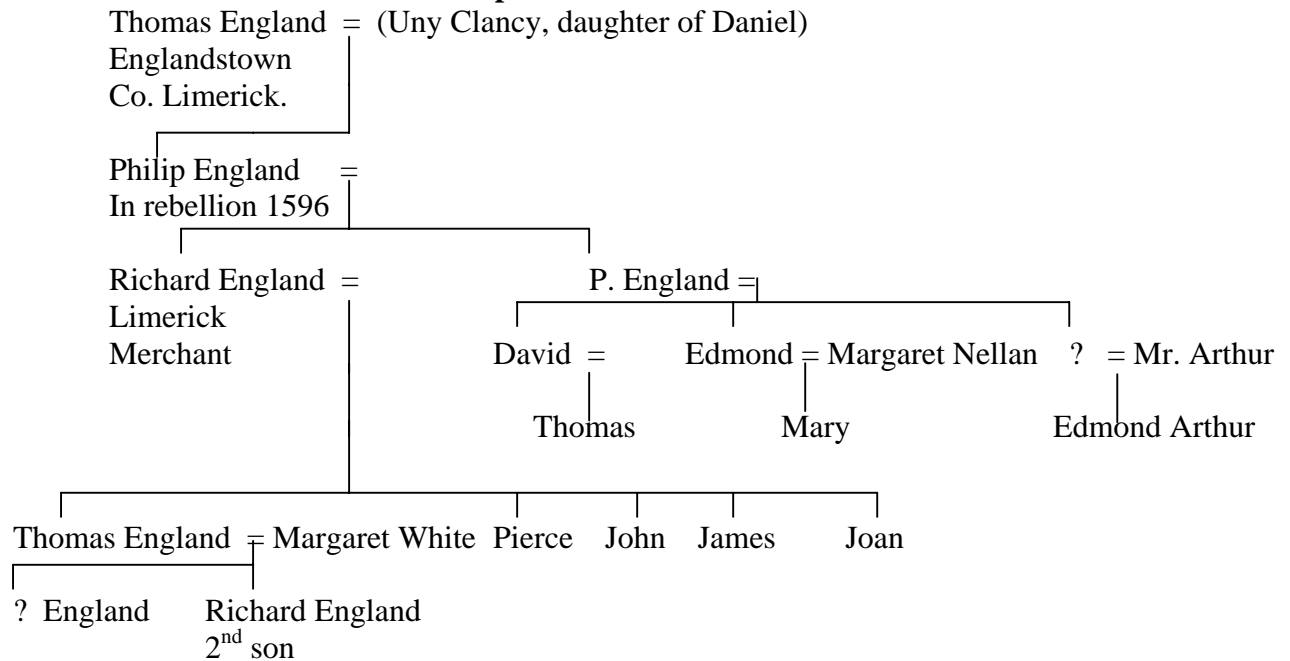 Thomas England = (Uny Clancy, daughter of Daniel)
Englandstown
Co. Limerick.
Philip England =
In rebellion 1596
Richard England = P. England =
Limerick
Merchant David = Edmond = Margaret Nellan ? = Mr. Arthur
Thomas Mary Edmond Arthur
Thomas England = Margaret White Pierce John James Joan
? England Richard England
2nd son